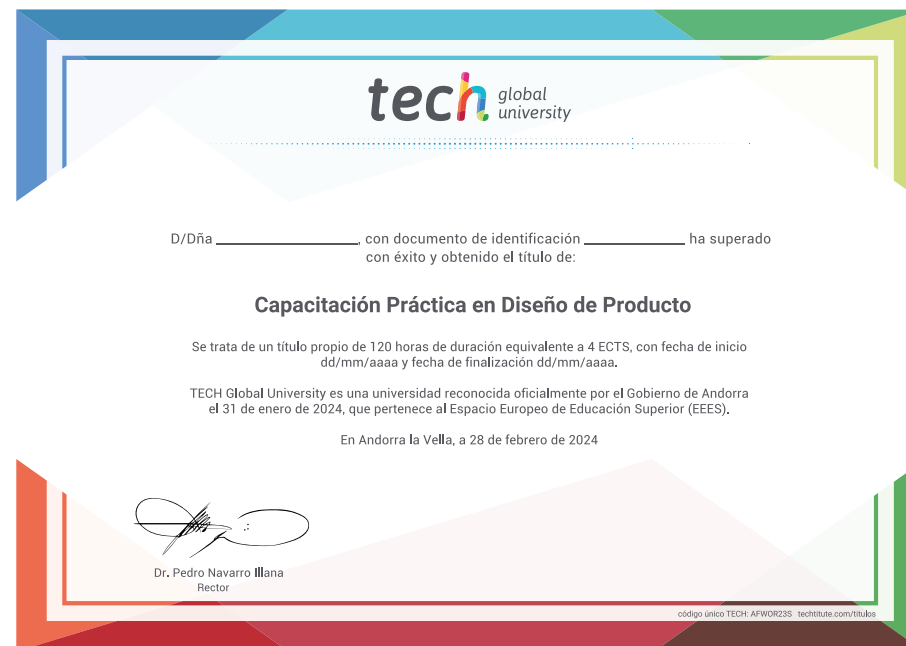 tech global university
D/Dña ____________________, con documento de identificación ______________ ha superado
con éxito y obtenido el título de:
Capacitación Práctica en Diseño de Producto
Se trata de un título propio de 120 horas de duración equivalente a 4 ECTS, con fecha de inicio
dd/mm/aaaa y fecha de finalización dd/mm/aaaa.
TECH Global University es una universidad reconocida oficialmente por el Gobierno de Andorra
el 31 de enero de 2024, que pertenece al Espacio Europeo de Educación Superior (EEES).
En Andorra la Vella, a 28 de febrero de 2024
Dr. Pedro Navarro Illana
Rector
código único TECH: AFWOR23S techtitute.com/titulos